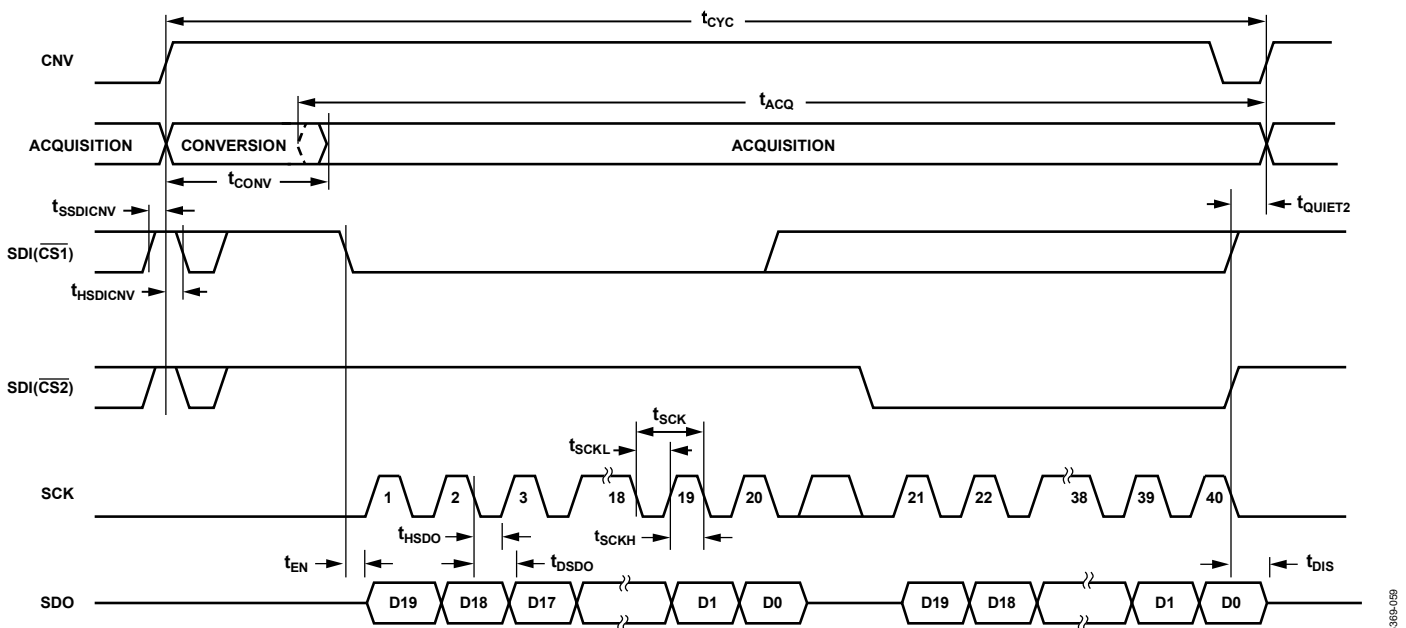 tCYC
CNV
tACQ
ACQUISITION CONVERSION ACQUISITION
tCONV
tSSDICNV
tQUIET2
SDI(CS1)
tHSDICNV
SDI(CS2)
tSCK
tSCKL
SCK 1 2 3 18 19 20 21 22 38 39 40
tHSDO tSCKH
tEN tDSDO tDIS
SDO D19 D18 D17 D1 D0 D19 D18 D1 D0
369-059